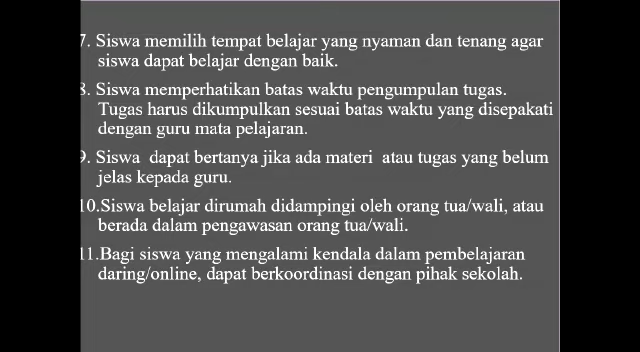 7. Siswa memilih tempat belajar yang nyaman dan tenang agar
siswa dapat belajar dengan baik.
8. Siswa memperhatikan batas waktu pengumpulan tugas.
Tugas harus dikumpulkan sesuai batas waktu yang disepakati
dengan guru mata pelajaran.
9. Siswa dapat bertanya jika ada materi atau tugas yang belum
jelas kepada guru.
10.Siswa belajar dirumah didampingi oleh orang tua/wali, atau
berada dalam pengawasan orang tua/wali.
11.Bagi siswa yang mengalami kendala dalam pembelajaran
daring/online, dapat berkoordinasi dengan pihak sekolah.